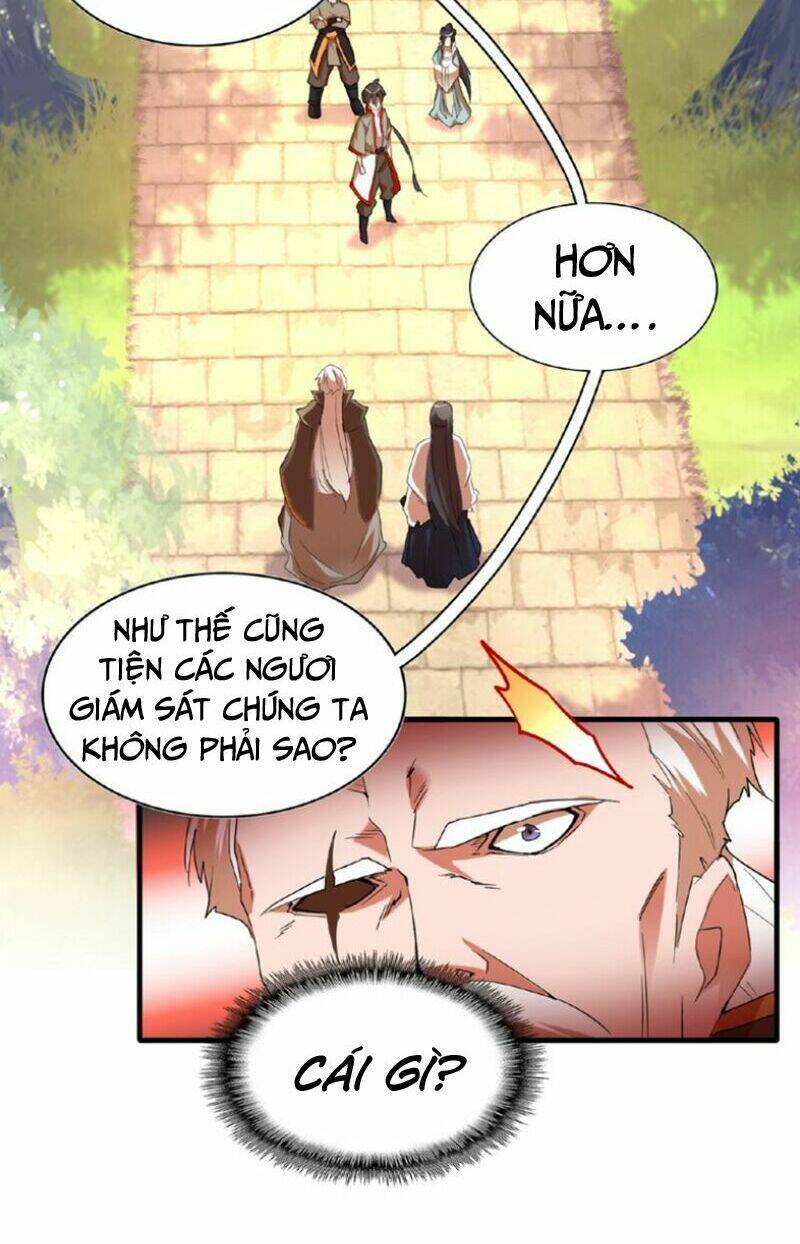 HƠN
NỮA....
NHƯ THẾ CŨNG
TIỆN CÁC NGƯƠI
GIÁM SÁT CHÚNG TA
KHÔNG PHẢI SAO?
CÁI GÌ?